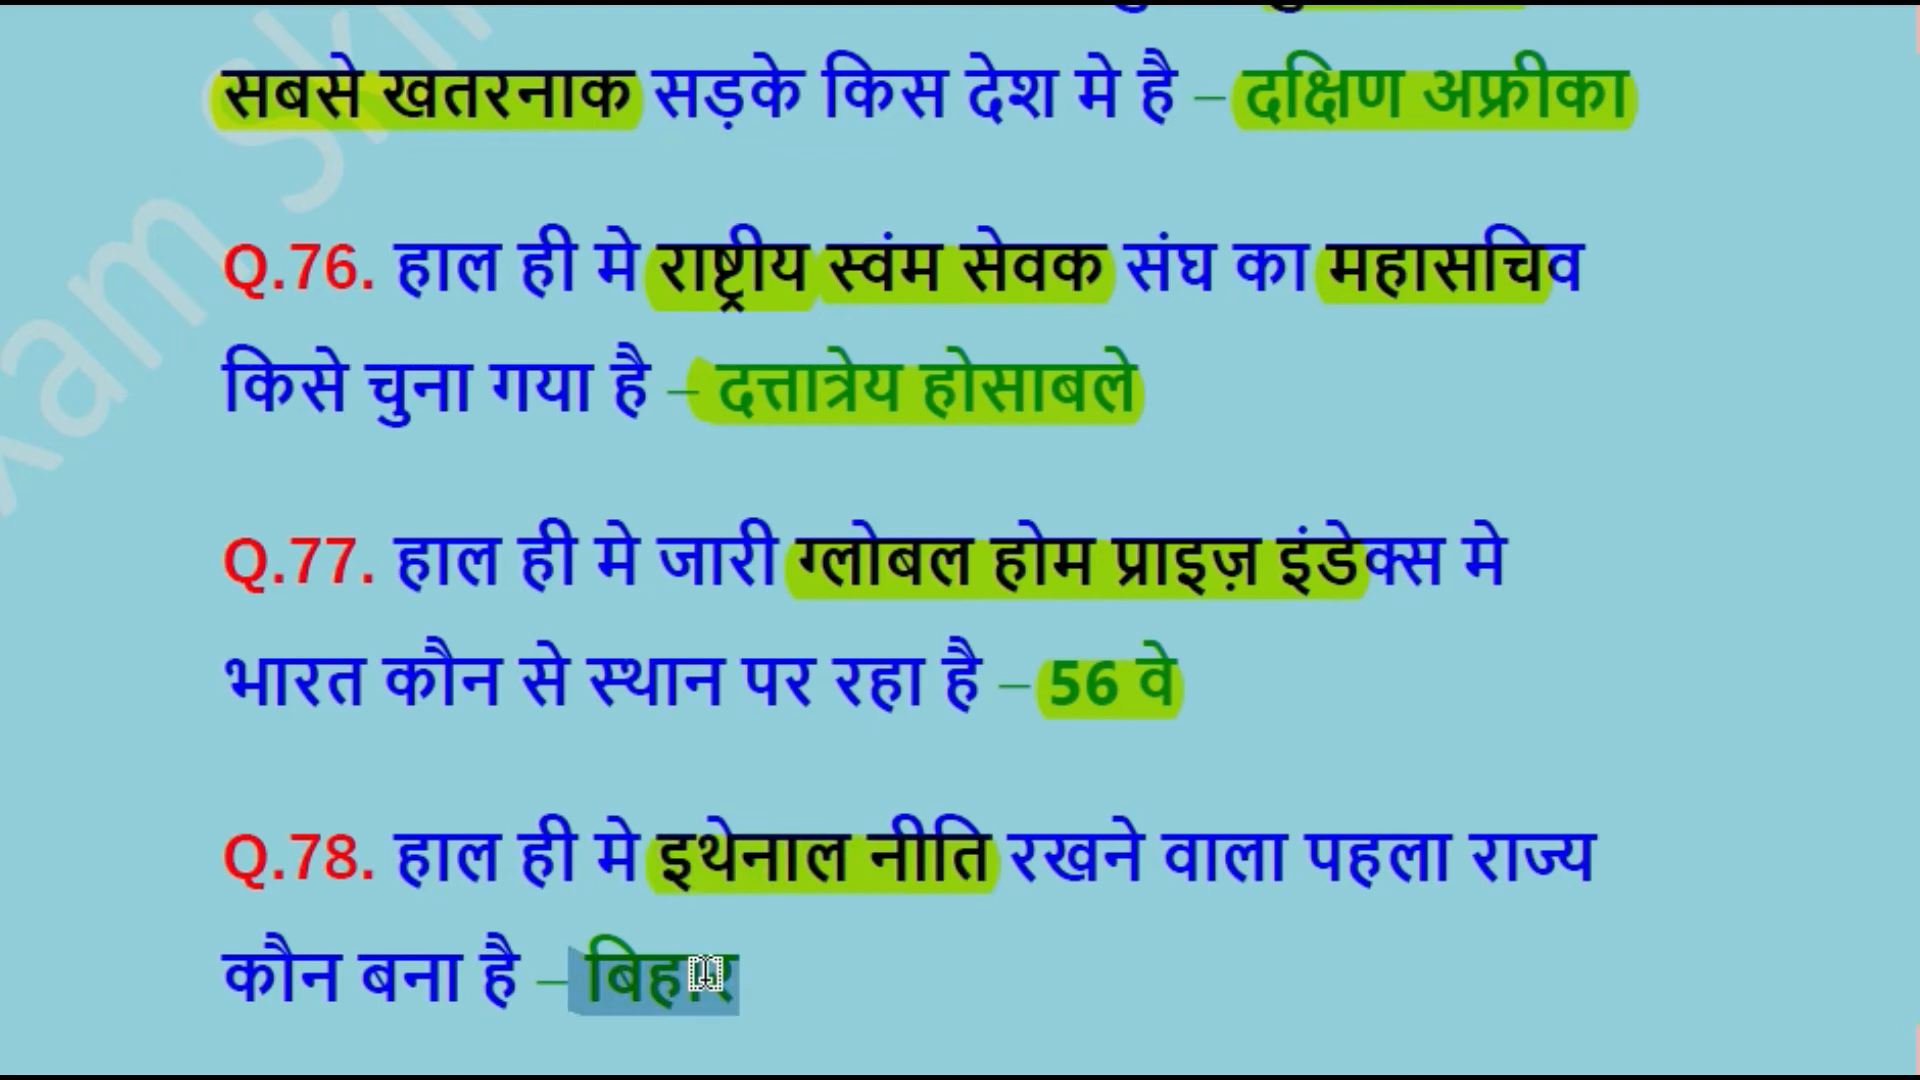 सबसे खतरनाक सड़के किस देश मे है – दक्षिण अफ्रीका
Q.76. हाल ही मे राष्ट्रीय स्वंम सेवक संघ का महासचिव
किसे चुना गया है – दत्तात्रेय होसाबले
Q.77. हाल ही मे जारी ग्लोबल होम प्राइज़ इंडेक्स मे
भारत कौन से स्थान पर रहा है – 56 वे
Q.78. हाल ही मे इथेनाल नीति रखने वाला पहला राज्य
कौन बना है – बिहार